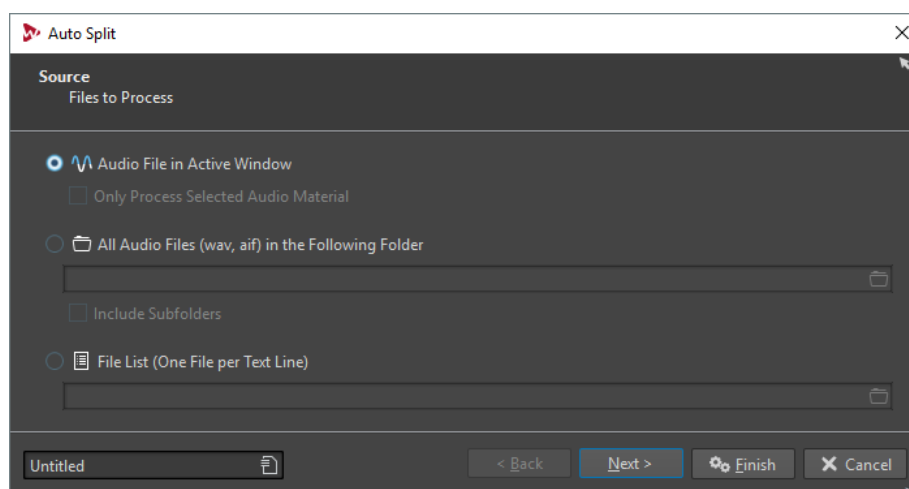 Auto Split
Source
Files to Process
Audio File in Active Window
Only Process Selected Audio Material
All Audio Files (wav, aif) in the Following Folder
Include Subfolders
File List (One File per Text Line)
Untitled < Back Next > Finish Cancel